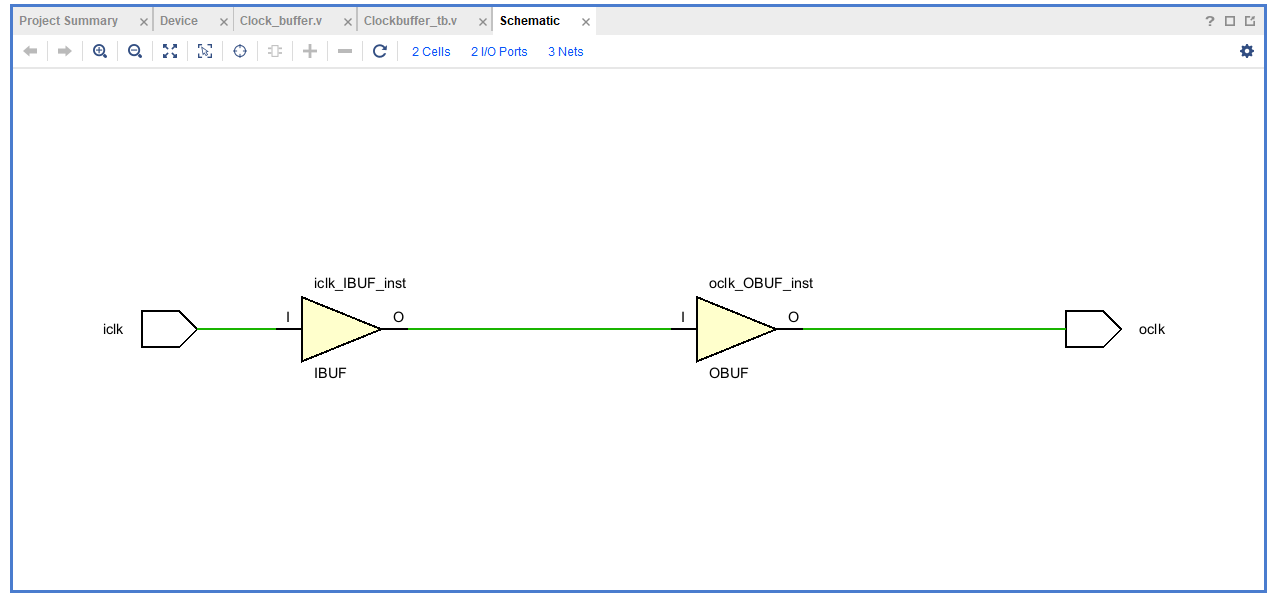 Project Summary Device Clock_buffer.v Clockbuffer_tb.v Schematic ?
2 Cells 2 I/O Ports 3 Nets
iclk_IBUF_inst oclk_OBUF_inst
iclk I O I O oclk
IBUF OBUF